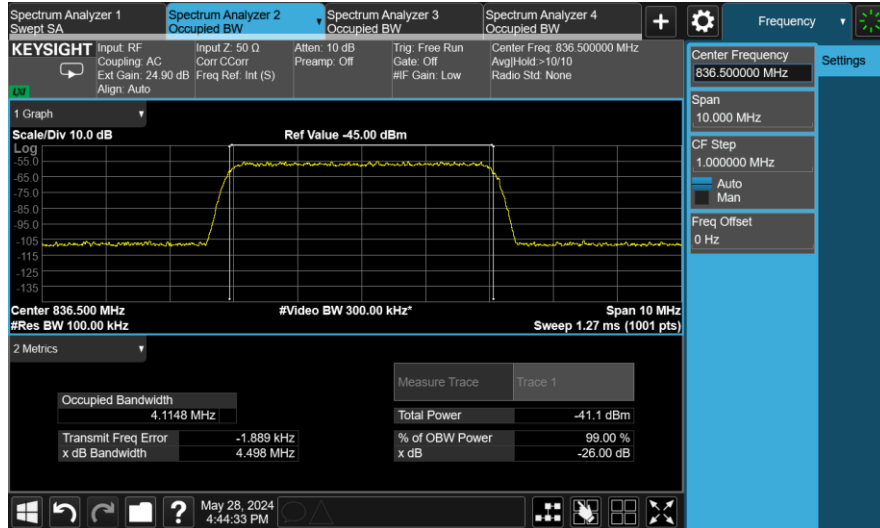 Spectrum Analyzer 1
Swept SA
Spectrum Analyzer 2
Occupied BW
Spectrum Analyzer 3
Occupied BW
Spectrum Analyzer 4
Occupied BW
+
Frequency
KEYSIGHT
LXI
Input: RF
Coupling: AC
Ext Gain: 24.90 dB
Align: Auto
Input Z: 50 Ω
Corr CCorr
Freq Ref: Int (S)
Atten: 10 dB
Preamp: Off
Trig: Free Run
Gate: Off
#IF Gain: Low
Center Freq: 836.500000 MHz
Avg|Hold:>10/10
Radio Std: None
1 Graph
Scale/Div 10.0 dB
Ref Value -45.00 dBm
Log
-55.0
-65.0
-75.0
-85.0
-95.0
-105
-115
-125
-135
Center 836.500 MHz
#Video BW 300.00 kHz*
Span 10 MHz
#Res BW 100.00 kHz
Sweep 1.27 ms (1001 pts)
2 Metrics
Measure Trace
Trace 1
Occupied Bandwidth
4.1148 MHz
Total Power
-41.1 dBm
Transmit Freq Error
-1.889 kHz
% of OBW Power
99.00 %
x dB Bandwidth
4.498 MHz
x dB
-26.00 dB
Center Frequency
836.500000 MHz
Settings
Span
10.000 MHz
CF Step
1.000000 MHz
Auto
Man
Freq Offset
0 Hz
?
May 28, 2024
4:44:33 PM